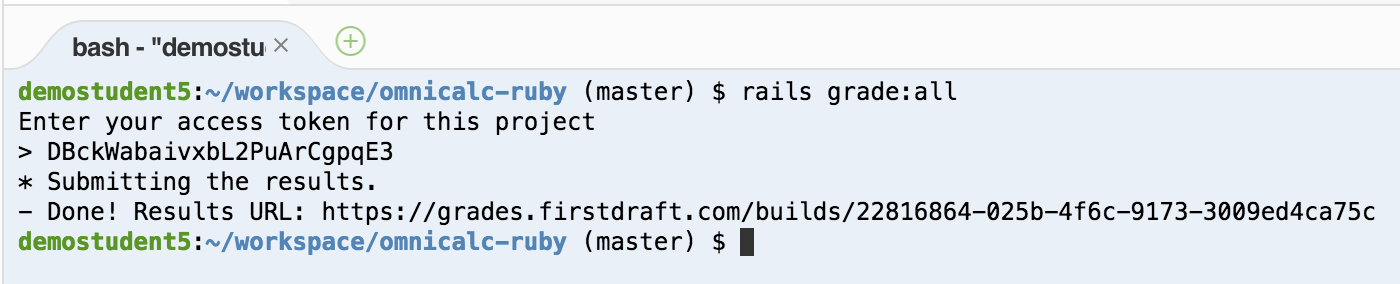 bash - "demostu
demostudent5:~/workspace/omnicalc-ruby (master) $ rails grade:all
Enter your access token for this project
> DBckWabaivxbL2PuArCgpqE3
* Submitting the results.
- Done! Results URL: https://grades.firstdraft.com/builds/22816864-025b-4f6c-9173-3009ed4ca75c
demostudent5:~/workspace/omnicalc-ruby (master) $